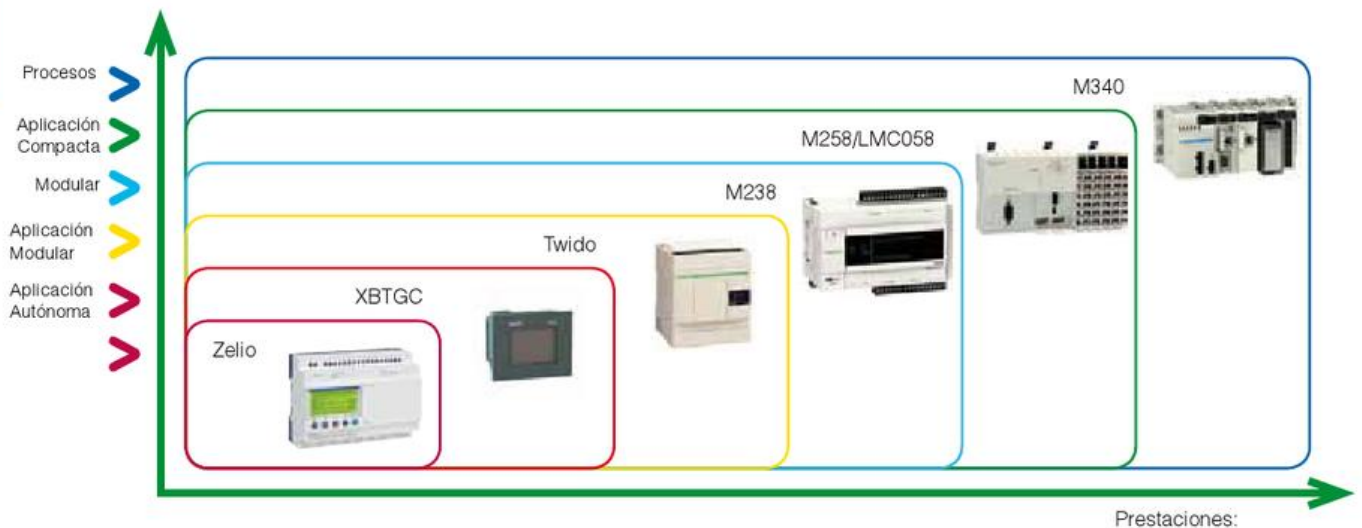 Procesos
Aplicación
Compacta
Modular
Aplicación
Modular
Aplicación
Autónoma
M340
M258/LMC058
M238
Twido
XBTGC
Zelio
Prestaciones: